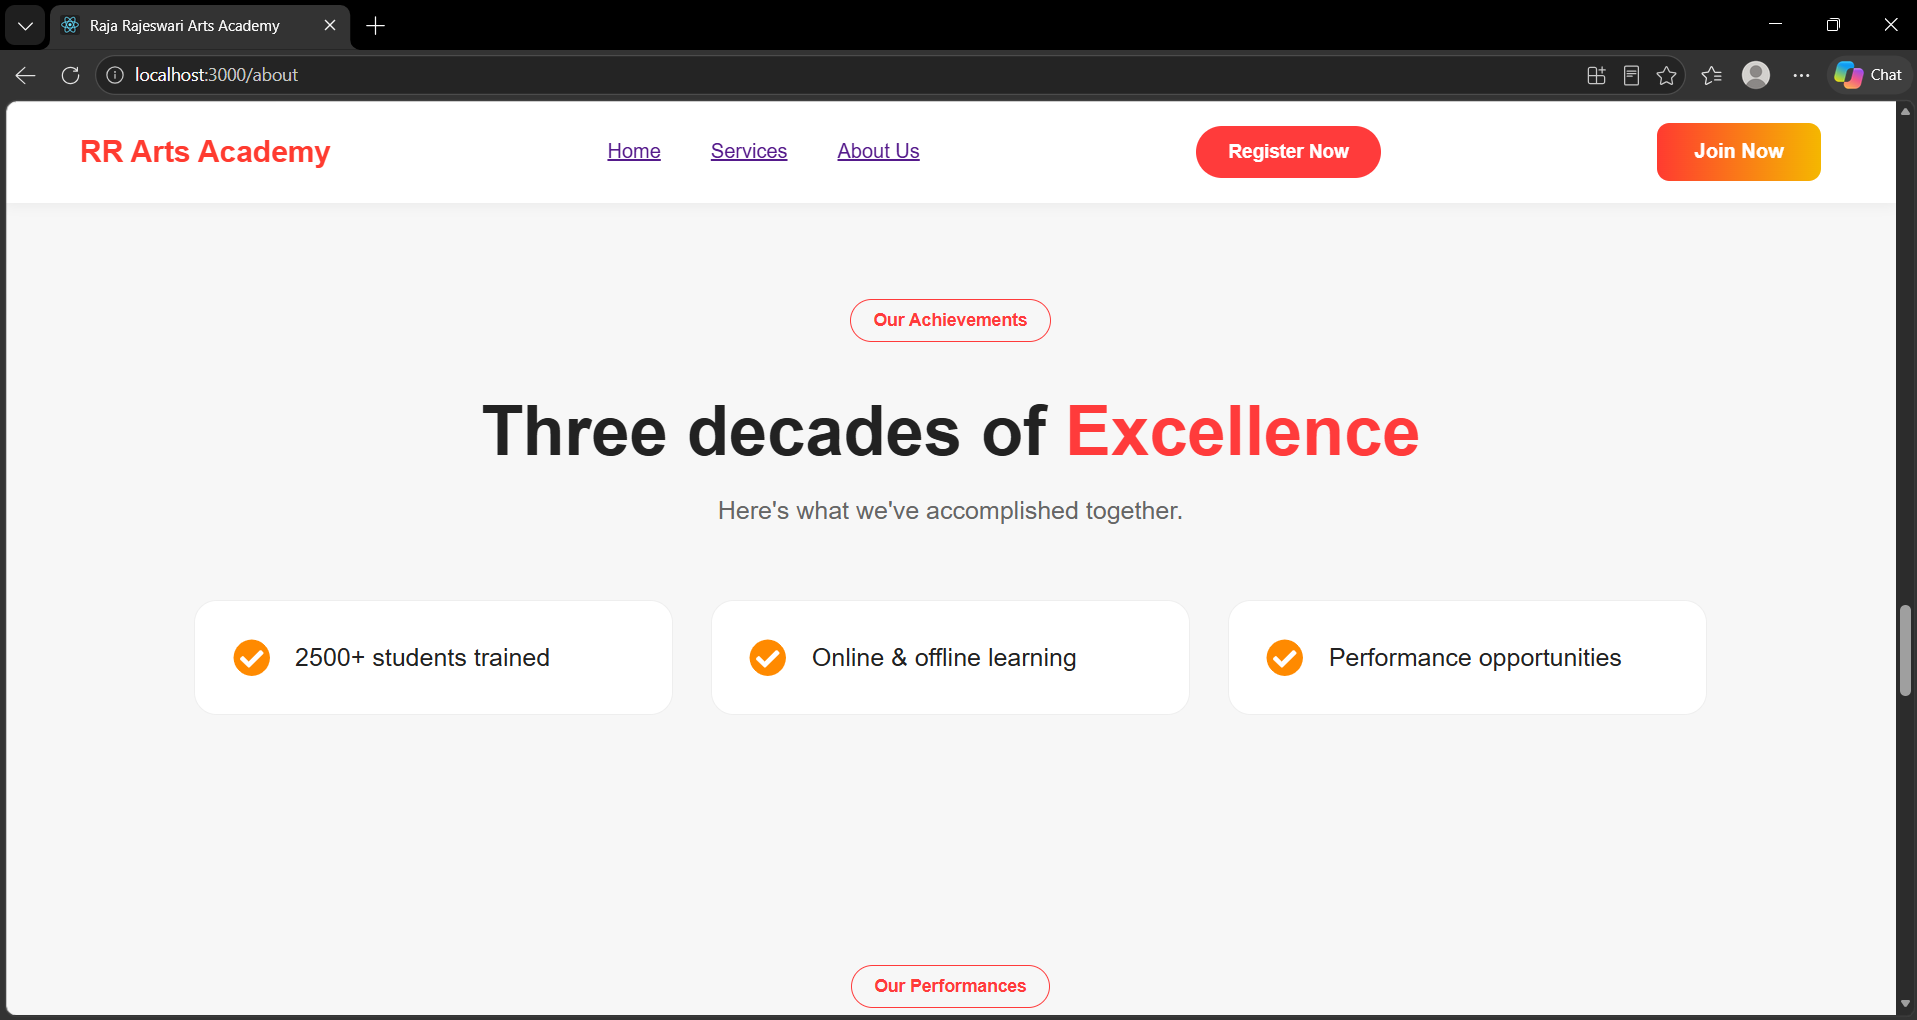 Raja Rajeswari Arts Academy
localhost:3000/about
Chat
RR Arts Academy
Home
Services
About Us
Register Now
Join Now
Our Achievements
Three decades of Excellence
Here's what we've accomplished together.
2500+ students trained
Online & offline learning
Performance opportunities
Our Performances